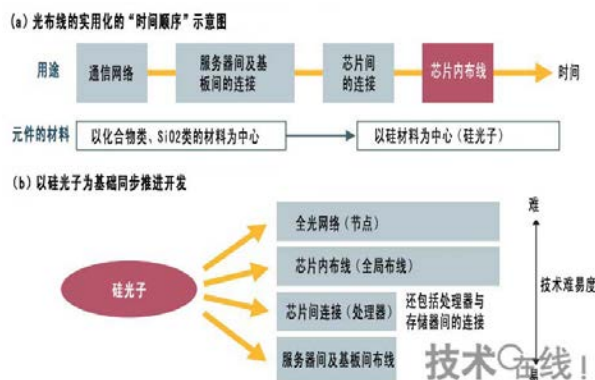 (a) 光布线的实用化的“时间顺序”示意图
用途
通信网络
服务器间及基
板间的连接
芯片间
的连接
芯片内布线
时间
元件的材料
以化合物类、SiO2类的材料为中心
以硅材料为中心(硅光子)
(b) 以硅光子为基础同步推进开发
硅光子
全光网络(节点)
芯片内布线(全局布线)
芯片间连接(处理器)
还包括处理器与
存储器间的连接
服务器间及基板间布线
难
技术难易度
易
技术在线!